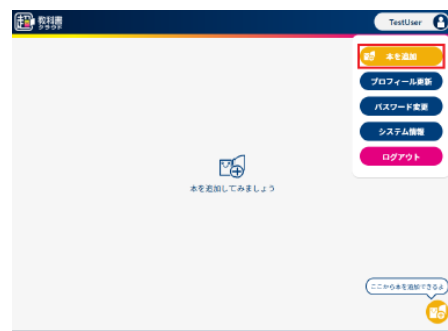 超 教科書
クラウド
TestUser
本を追加
プロフィール更新
パスワード変更
システム情報
ログアウト
本を追加してみましょう
ここから本を追加できるよ